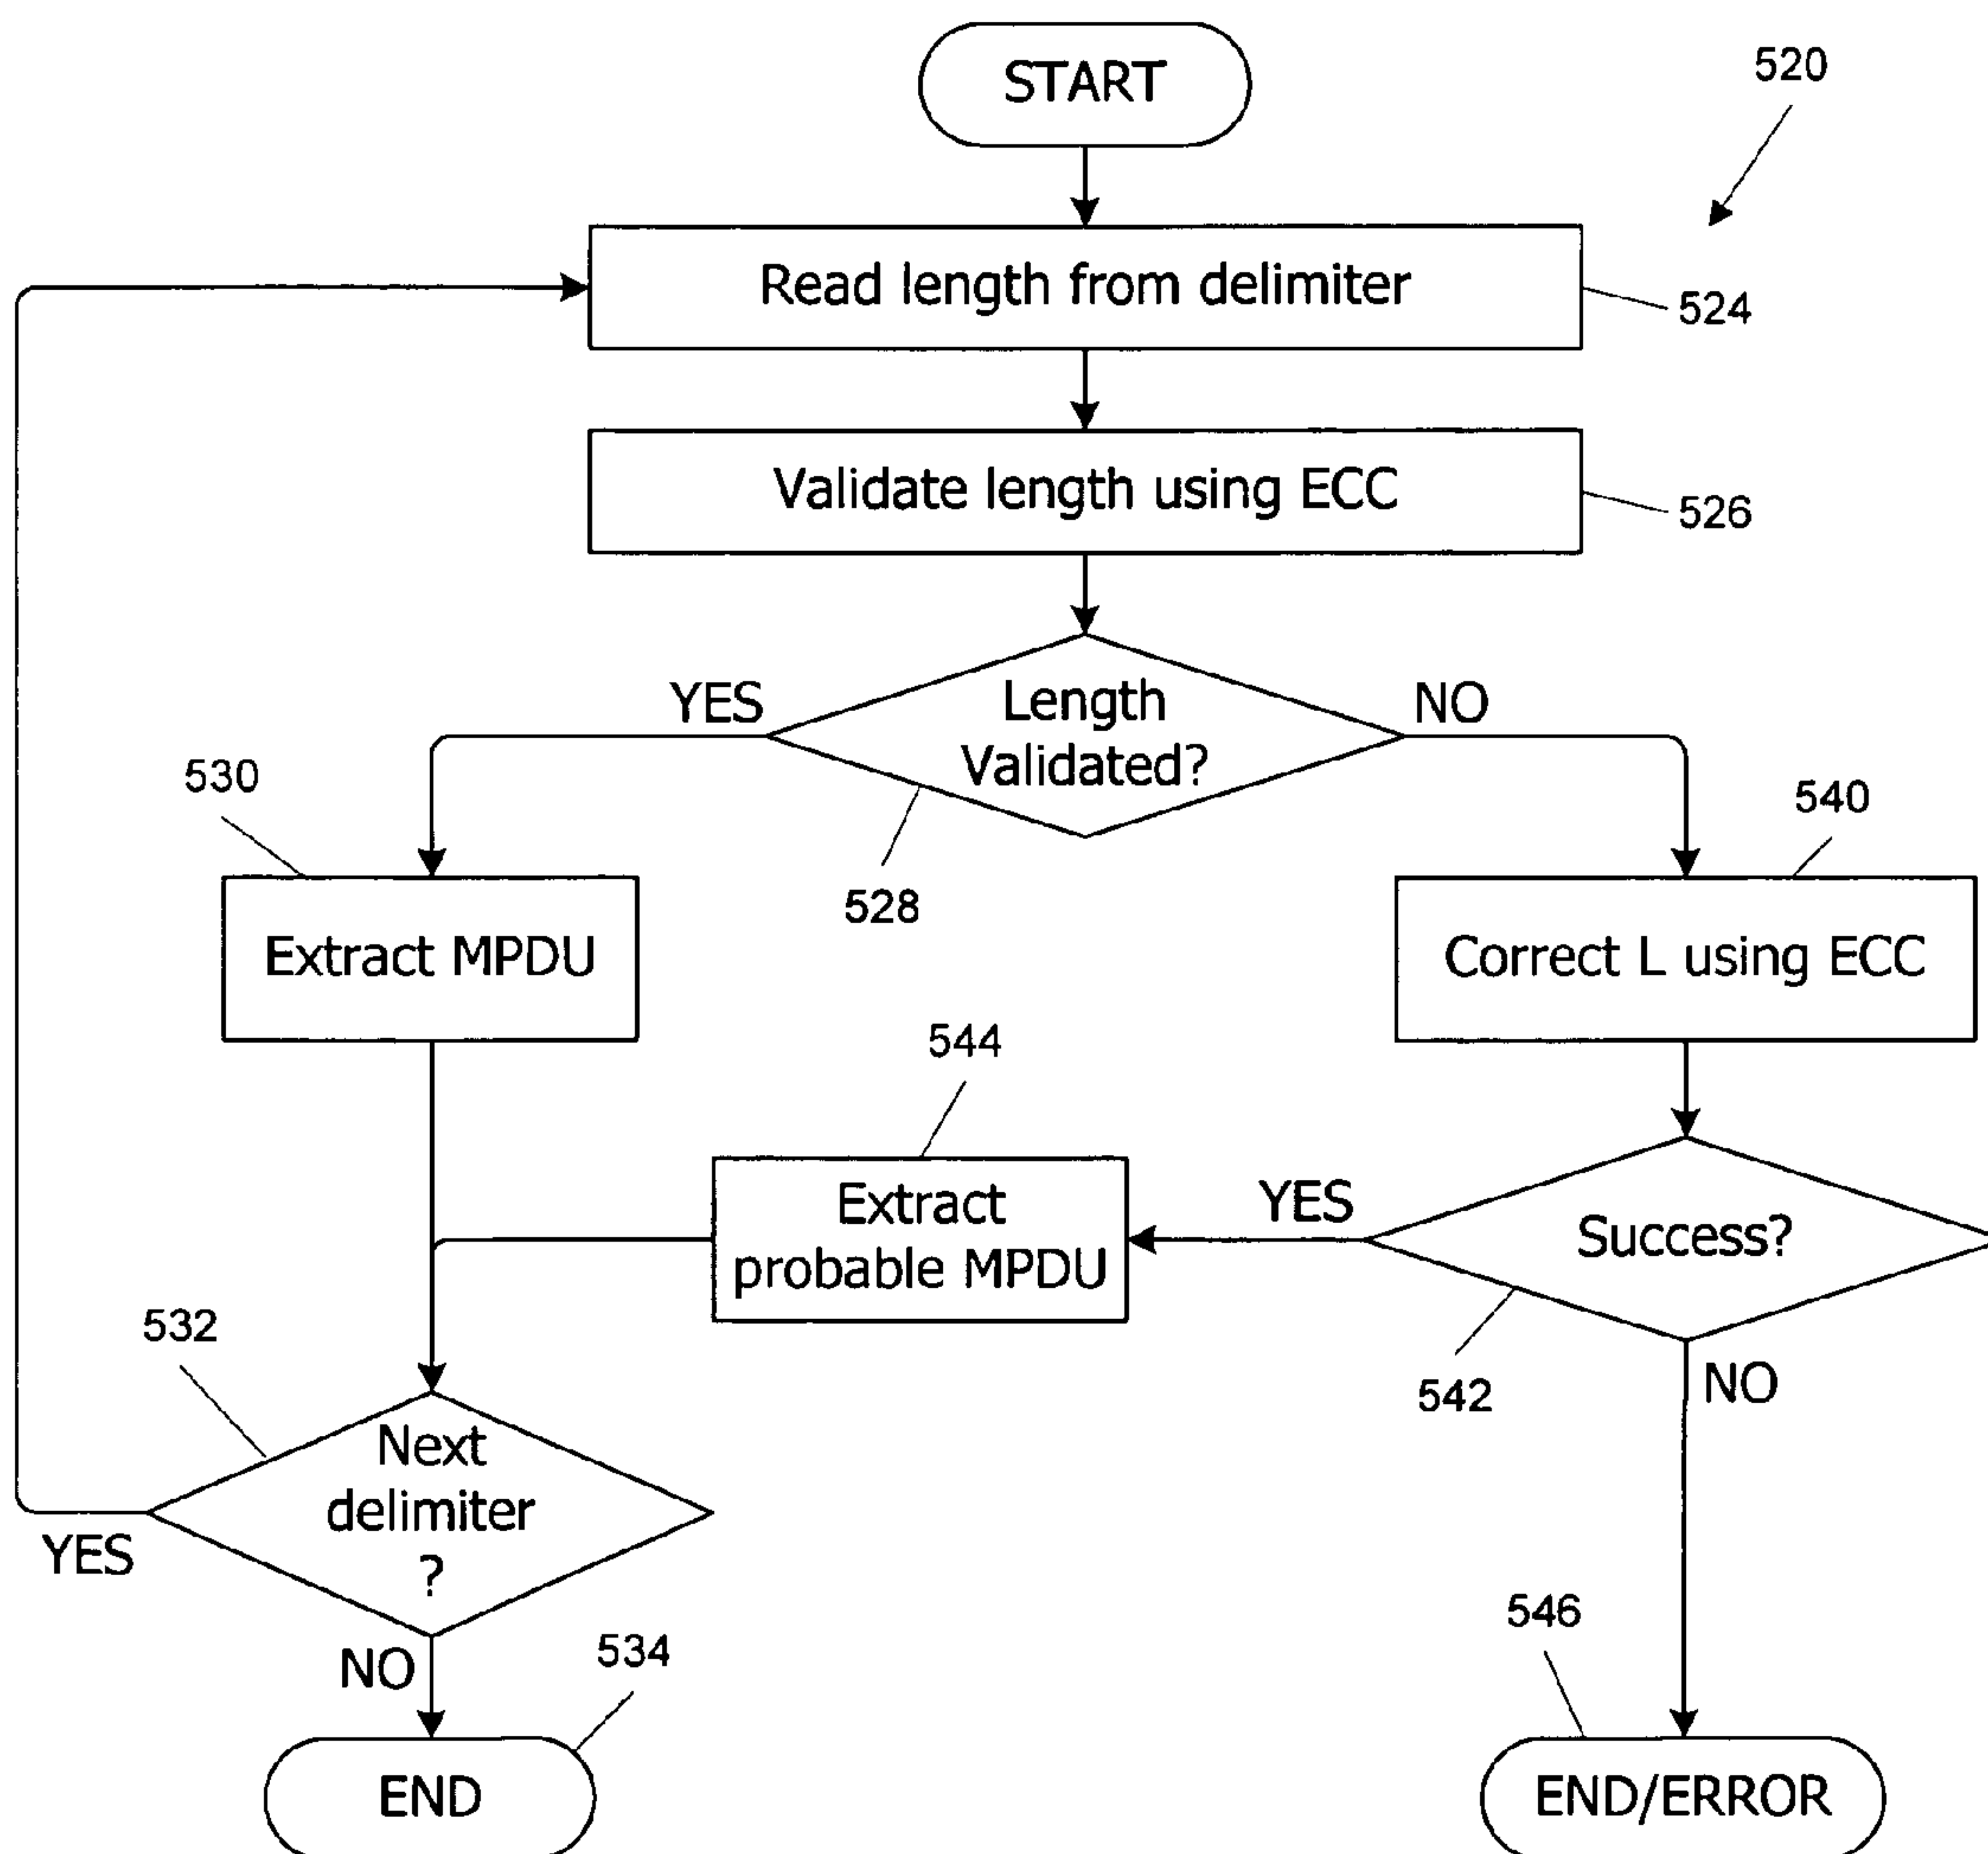 START
520
Read length from delimiter
524
Validate length using ECC
526
YES
Length
Validated?
NO
528
530
540
Extract MPDU
Correct L using ECC
544
Extract
probable MPDU
YES
Success?
542
NO
532
Next
delimiter
?
YES
NO
534
546
END
END/ERROR